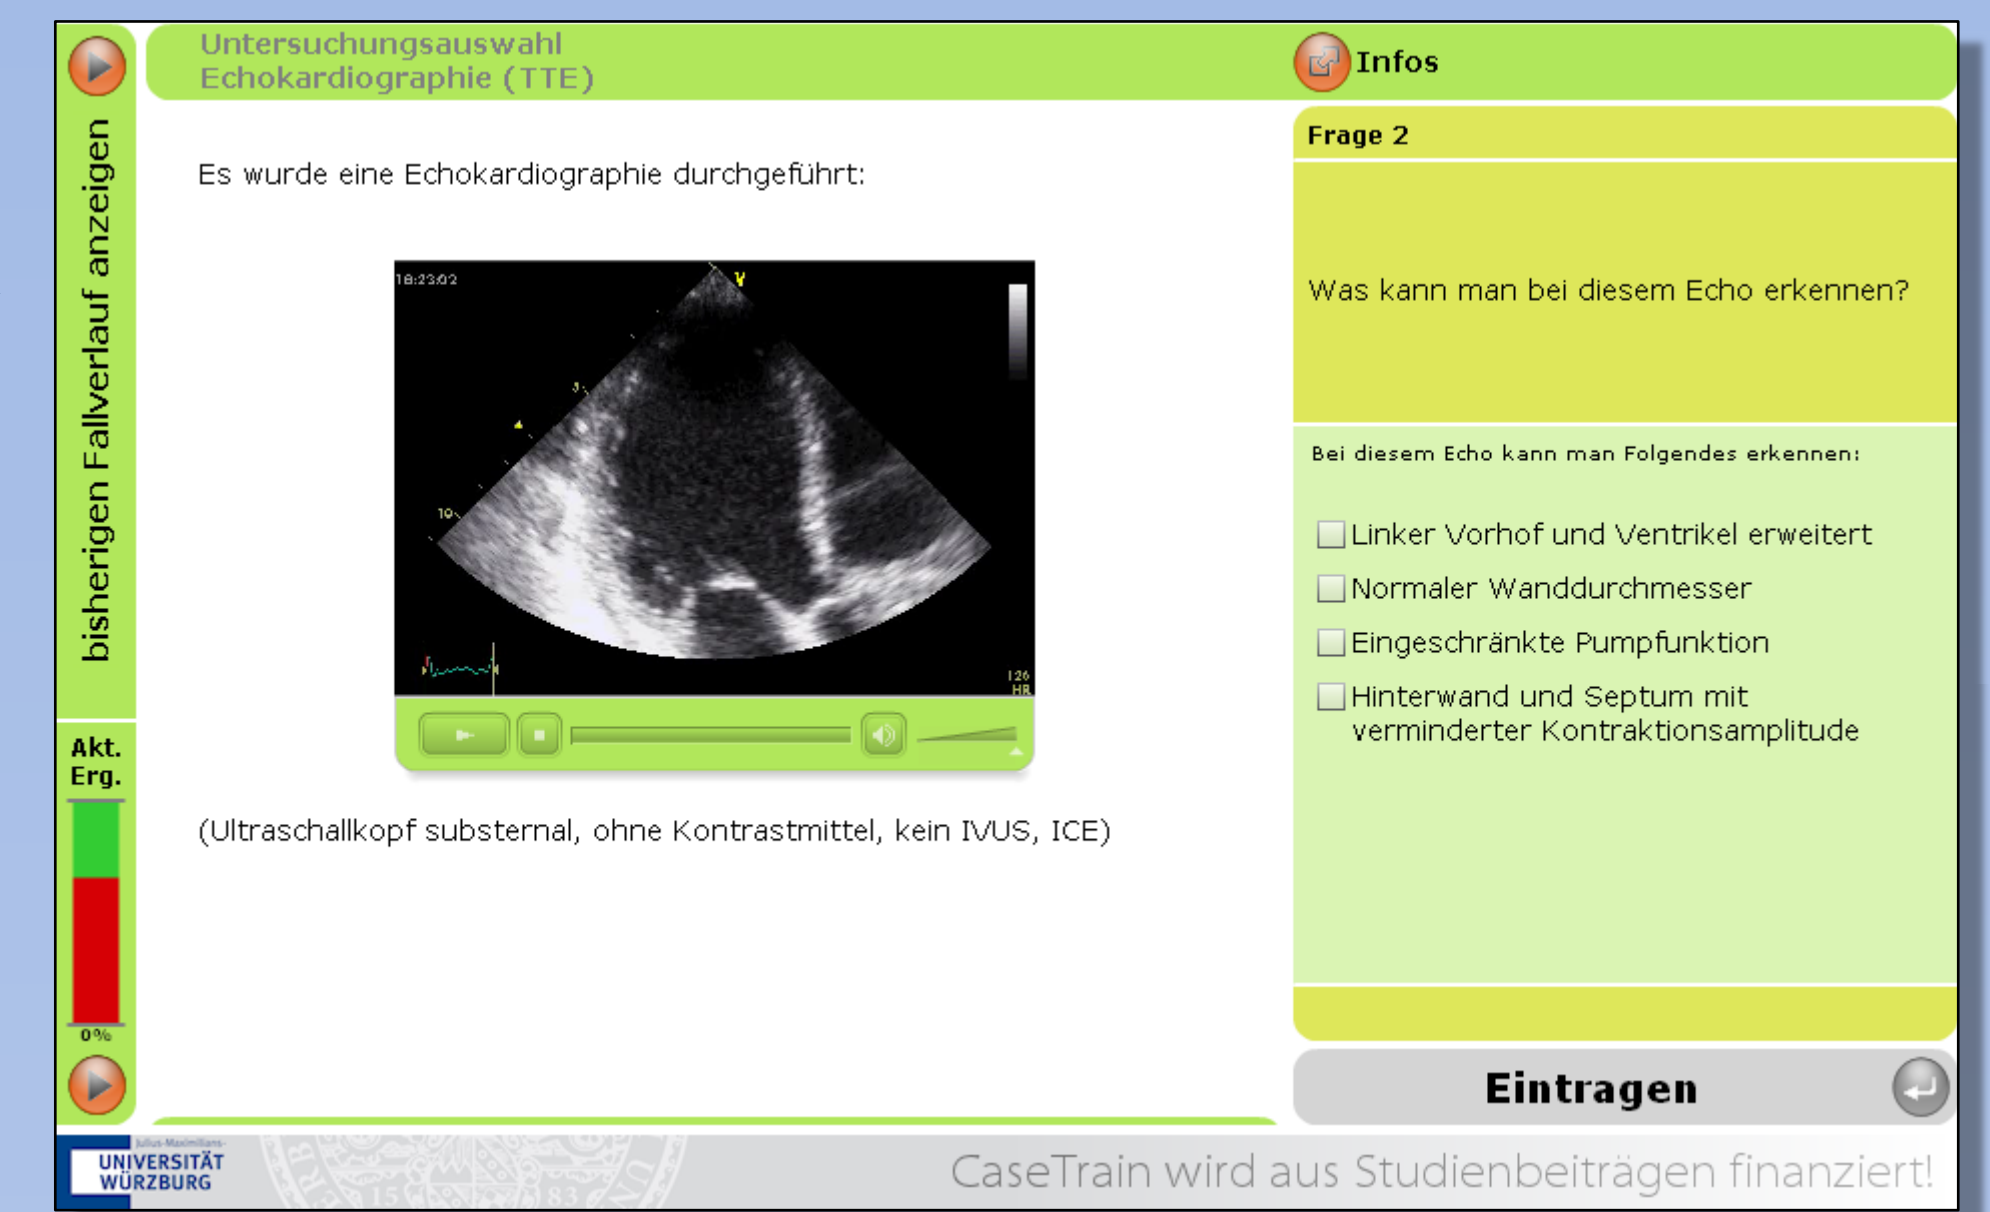 Untersuchungsauswahl
Echokardiographie (TTE)
Infos
bisherigen Fallverlauf anzeigen
Es wurde eine Echokardiographie durchgeführt:
18:23:02
V
5
10
126
HR
(Ultraschallkopf substernal, ohne Kontrastmittel, kein IVUS, ICE)
Frage 2
Was kann man bei diesem Echo erkennen?
Bei diesem Echo kann man Folgendes erkennen:
Linker Vorhof und Ventrikel erweitert
Normaler Wanddurchmesser
Eingeschränkte Pumpfunktion
Hinterwand und Septum mit
verminderter Kontraktionsamplitude
Akt.
Erg.
0%
Eintragen
Julius-Maximilians-
UNIVERSITÄT
WÜRZBURG
CaseTrain wird aus Studienbeiträgen finanziert!